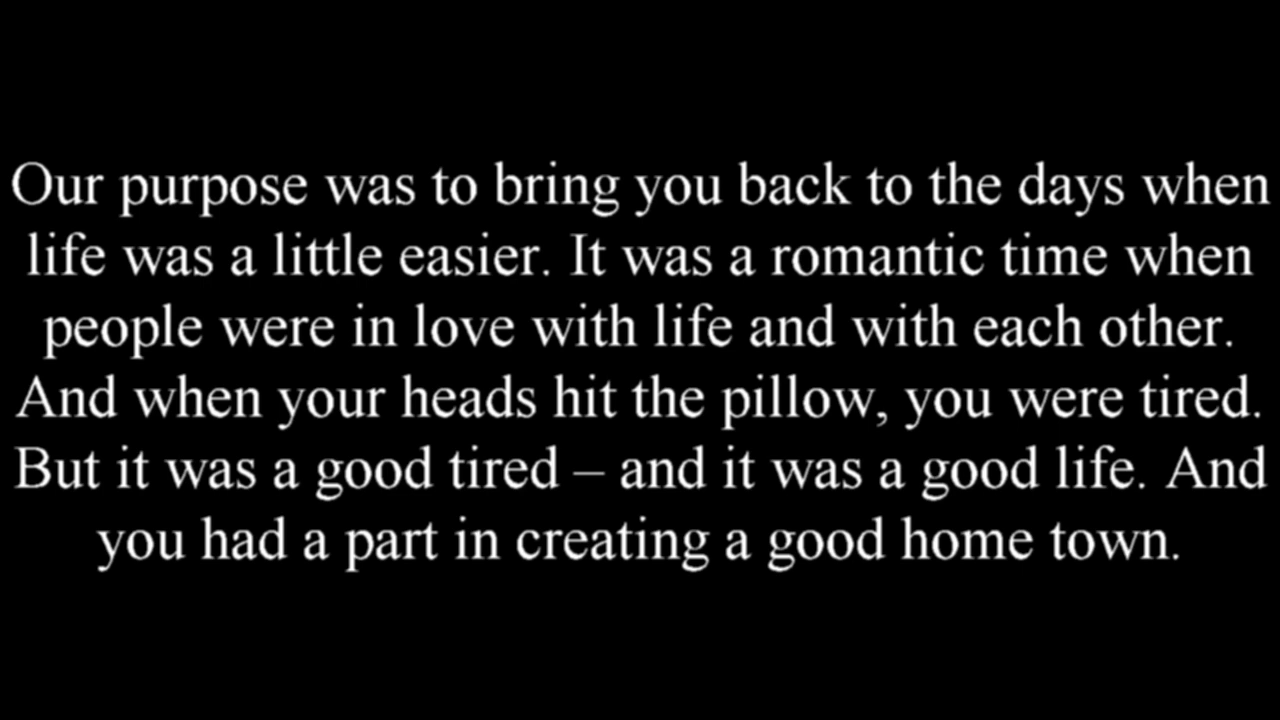 Our purpose was to bring you back to the days when
life was a little easier. It was a romantic time when
people were in love with life and with each other.
And when your heads hit the pillow, you were tired.
But it was a good tired – and it was a good life. And
you had a part in creating a good home town.